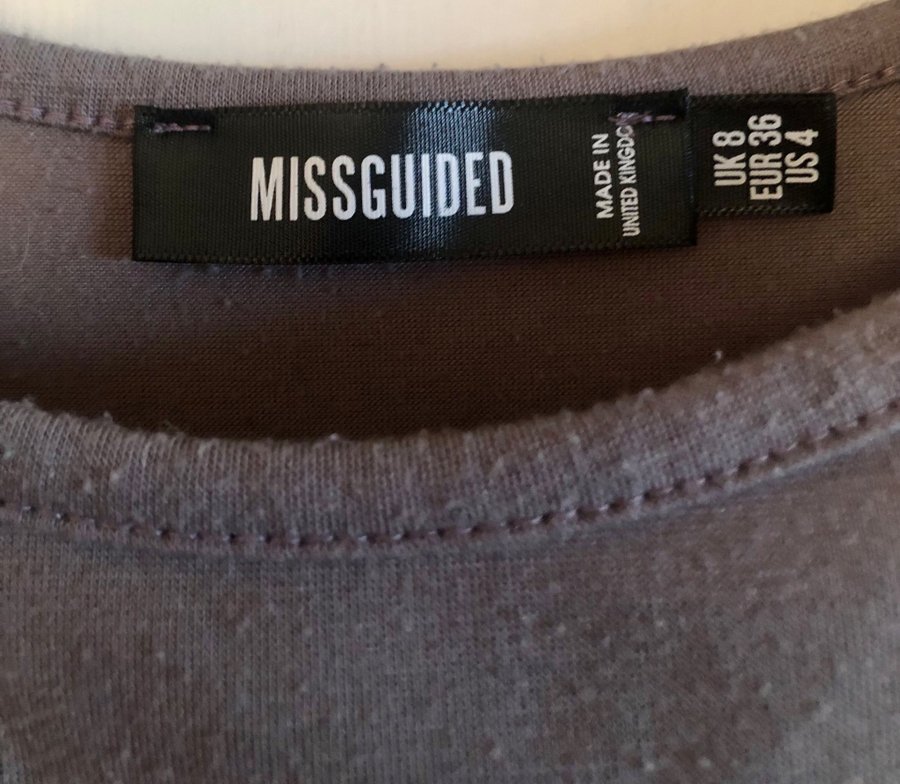 MISSGUIDED
MADE IN
UNITED KINGDOM
UK 8
EUR 36
US 4